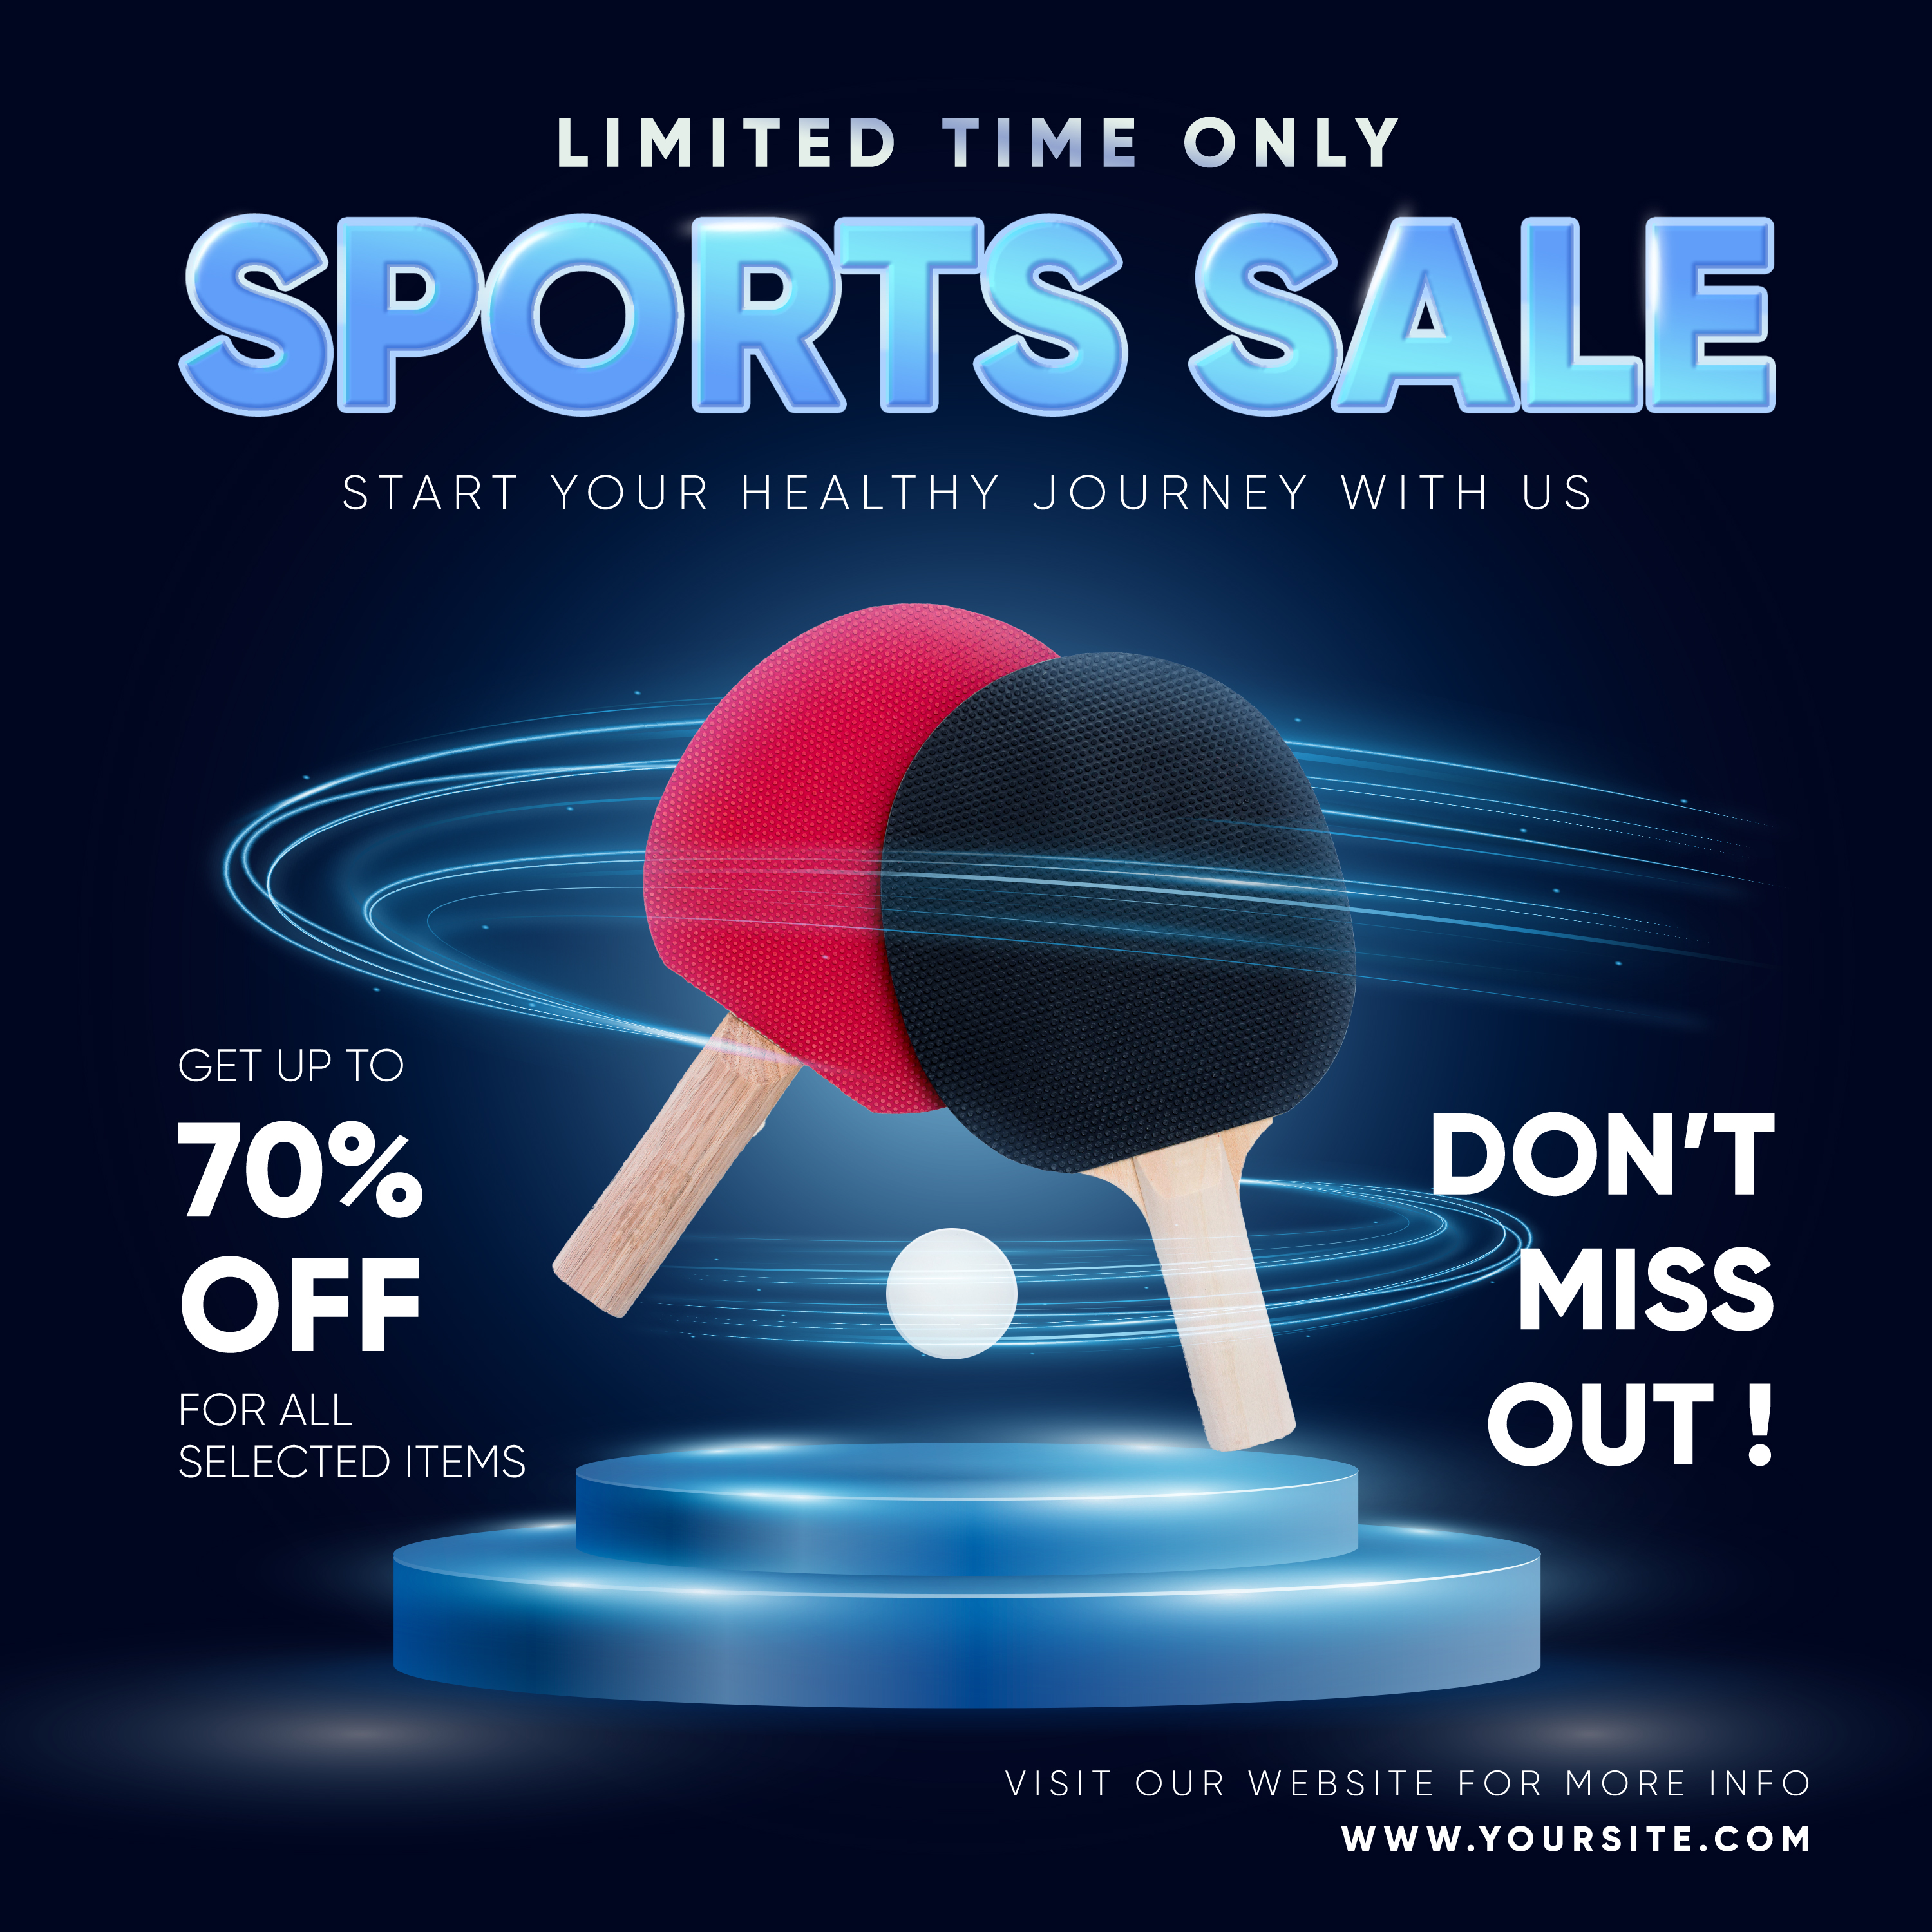 LIMITED TIME ONLY
SPORTS SALE
START YOUR HEALTHY JOURNEY WITH US
GET UP TO
70%
OFF
FOR ALL
SELECTED ITEMS
DON'T
MISS
OUT !
VISIT OUR WEBSITE FOR MORE INFO
WWW.YOURSITE.COM